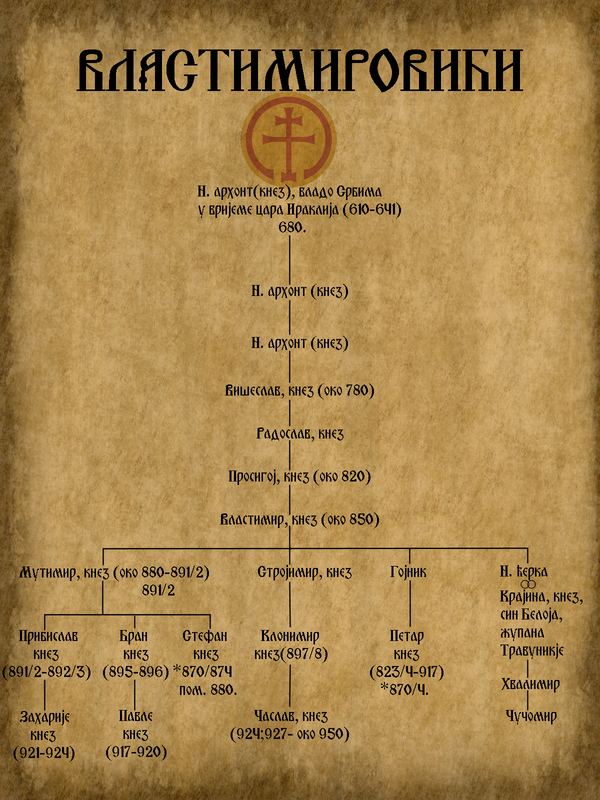 ВЛАСТИМИРОВИЋИ
Н. архонт(кнез), владо Србима
у вријеме цара Ираклија (610-641)
680.
Н. архонт (кнез)
Н. архонт (кнез)
Вишеслав, кнез (око 780)
Радослав, кнез
Просигој, кнез (око 820)
Властимир, кнез (око 850)
Мутимир, кнез (око 880-891/2)
891/2
Стројимир, кнез
Гојник
Н. ћерка
Крајина, кнез,
син Белоја,
жупана
Травуникје
Прибислав
кнез
(891/2-892/3)
Бран
кнез
(895-896)
Стефан
кнез
*870/874
пом. 880.
Клонимир
кнез(897/8)
Петар
кнез
(823/4-917)
*870/4.
Хвалимир
Захарије
кнез
(921-924)
Павле
кнез
(917-920)
Часлав, кнез
(924;927- око 950)
Чучомир